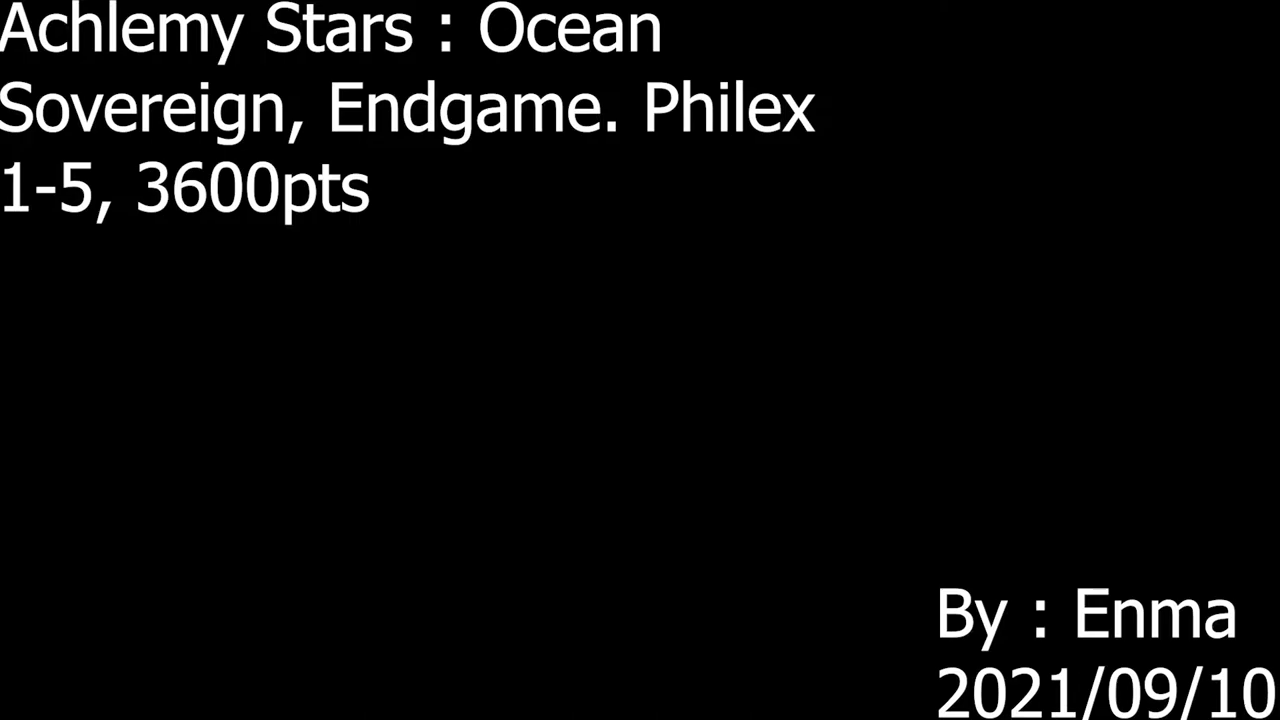 Achlemy Stars : Ocean
Sovereign, Endgame. Philex
1-5, 3600pts
By : Enma
2021/09/10